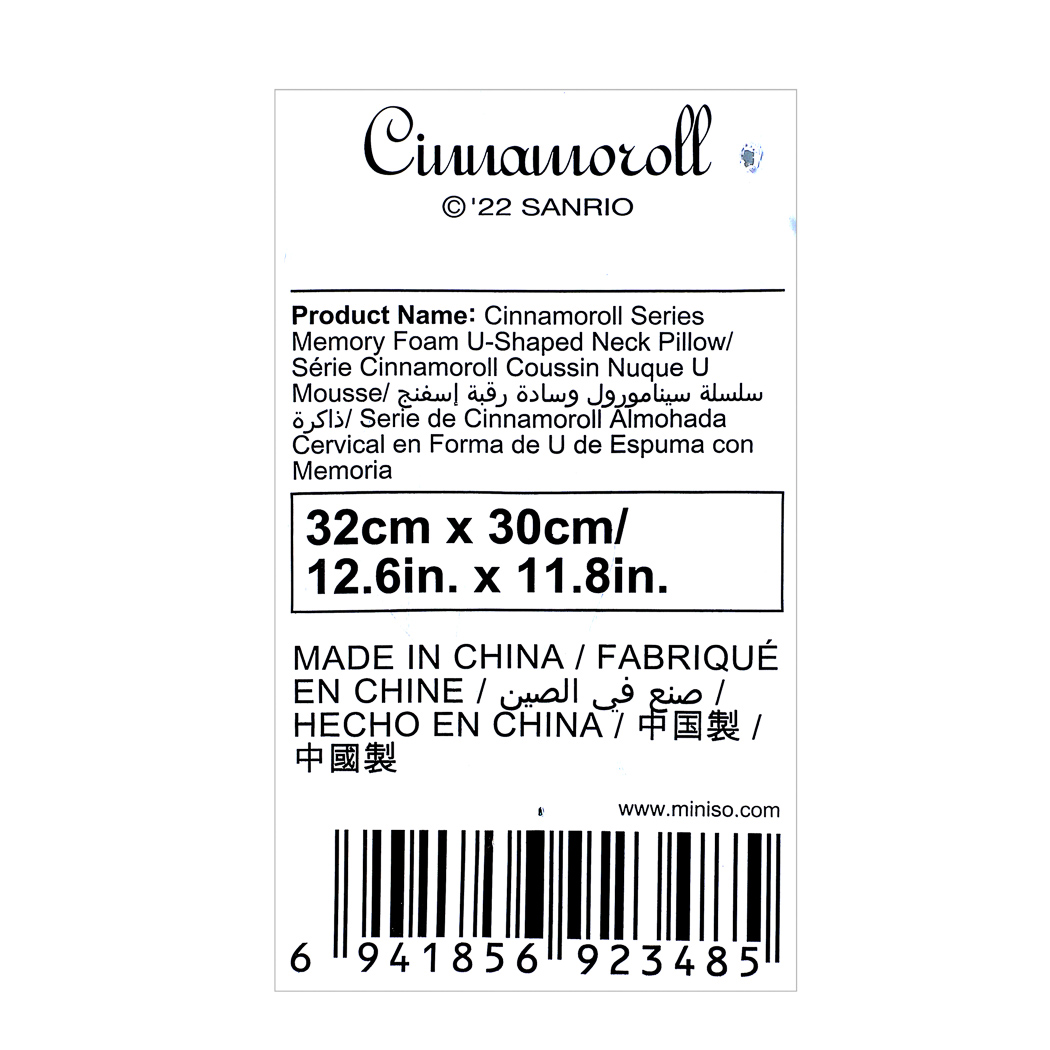 Cinnamoroll
©'22 SANRIO
Product Name: Cinnamoroll Series
Memory Foam U-Shaped Neck Pillow/
Série Cinnamoroll Coussin Nuque U
Mousse/ سلسلة سينامورول وسادة رقبة إسفنج
ذاكرة/ Serie de Cinnamoroll Almohada
Cervical en Forma de U de Espuma con
Memoria
32cm x 30cm/
12.6in. x 11.8in.
MADE IN CHINA / FABRIQUÉ
EN CHINE / صنع في الصين /
HECHO EN CHINA / 中国製 /
中國製
www.miniso.com
6 941856 923485